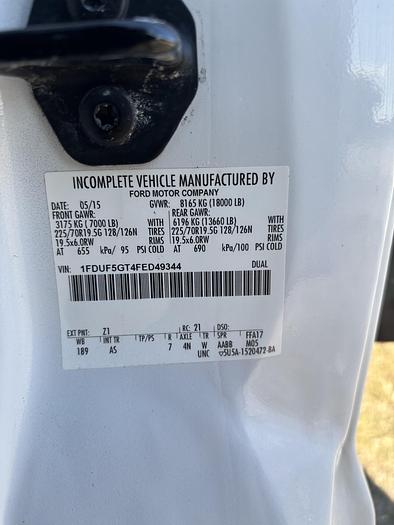 INCOMPLETE VEHICLE MANUFACTURED BY
FORD MOTOR COMPANY
DATE: 05/15 GVWR: 8165 KG (18000 LB)
FRONT GAWR: REAR GAWR:
3175 KG ( 7000 LB) WITH 6196 KG (13660 LB) WITH
225/70R19.5G 128/126N TIRES 225/70R19.5G 128/126N TIRES
19.5x6.0RW RIMS 19.5x6.0RW RIMS
AT 655 kPa/ 95 PSI COLD AT 690 kPa/100 PSI COLD
VIN: 1FDUF5GT4FED49344 DUAL
EXT PNT: Z1 RC: 21 DSO:
WB INT TR TP/PS R AXLE TR SPR FFA17
189 AS 7 4N W AABB M05
UNC 5U5A-1520472-BA